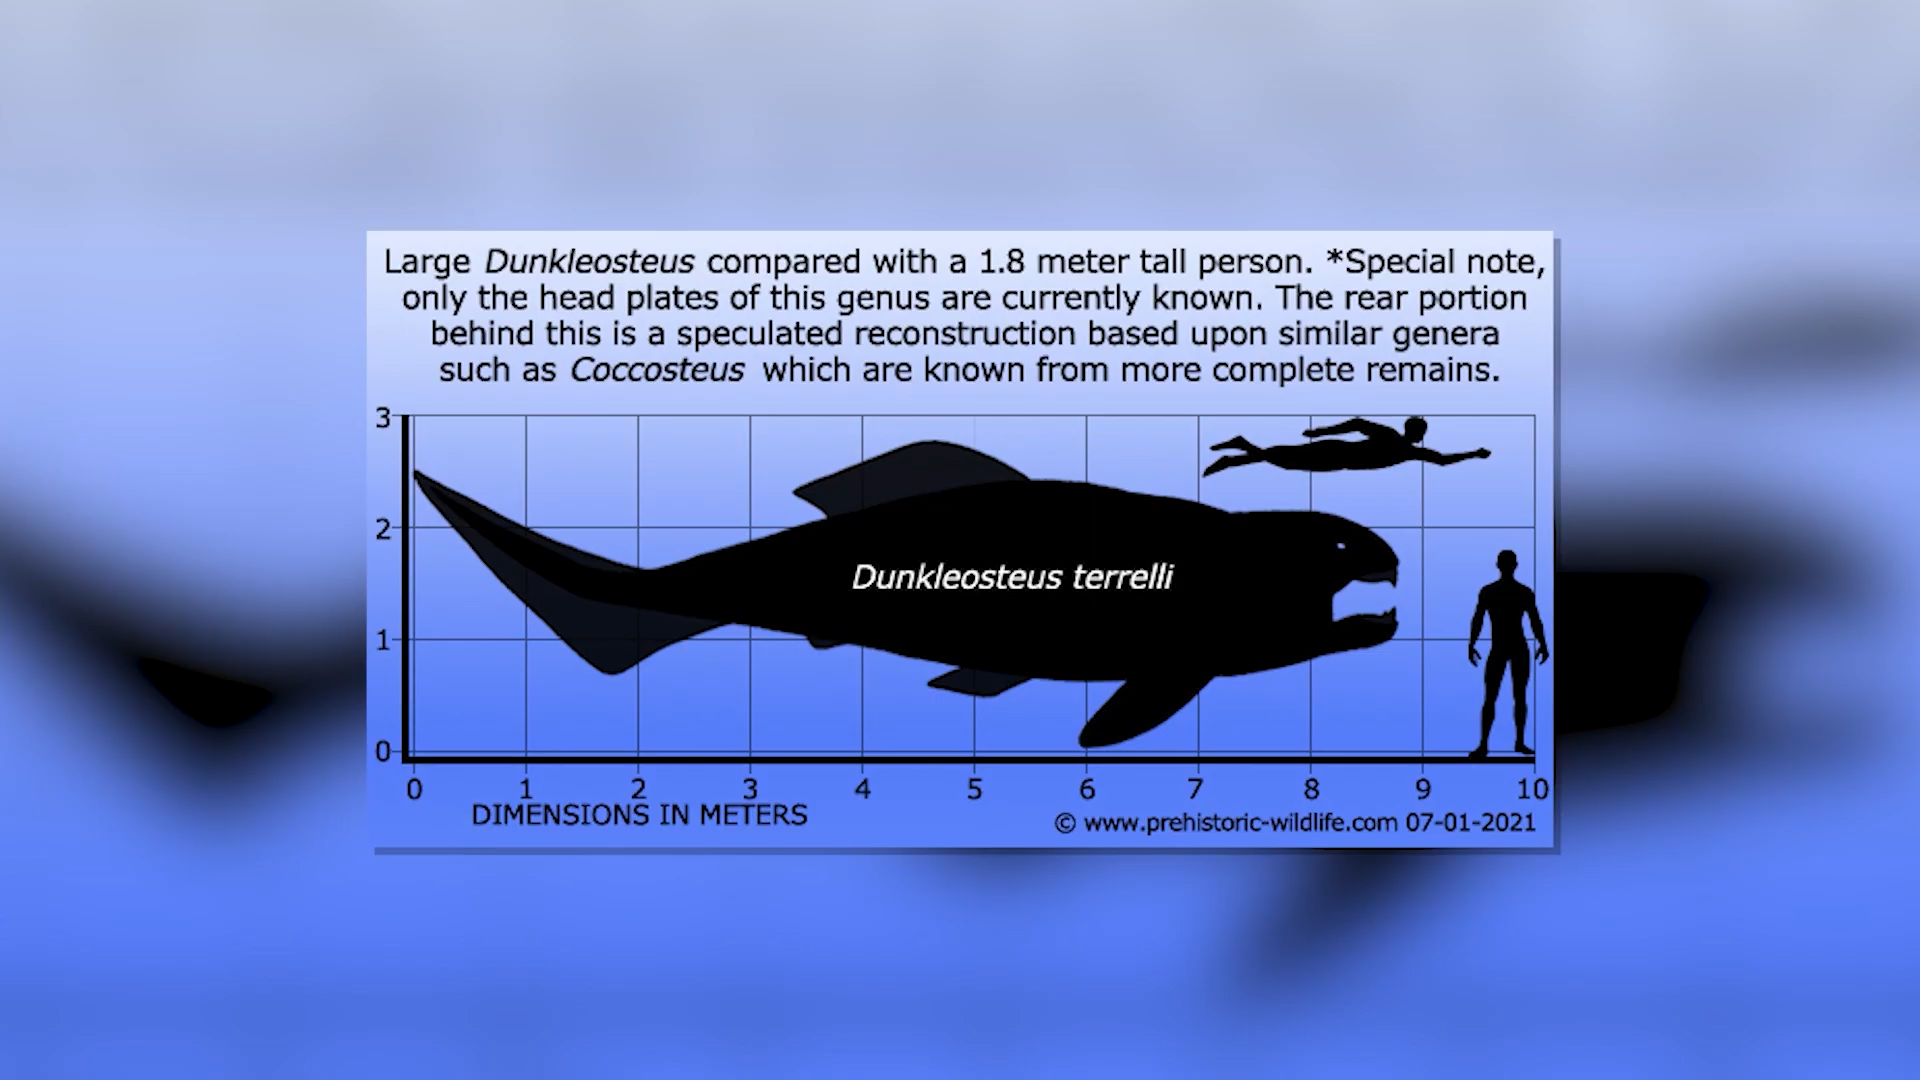 Large Dunkleosteus compared with a 1.8 meter tall person. *Special note,
only the head plates of this genus are currently known. The rear portion
behind this is a speculated reconstruction based upon similar genera
such as Coccosteus which are known from more complete remains.
3
2
Dunkleosteus terrelli
1
0
0 1 2 3 4 5 6 7 8 9 10
DIMENSIONS IN METERS
© www.prehistoric-wildlife.com 07-01-2021